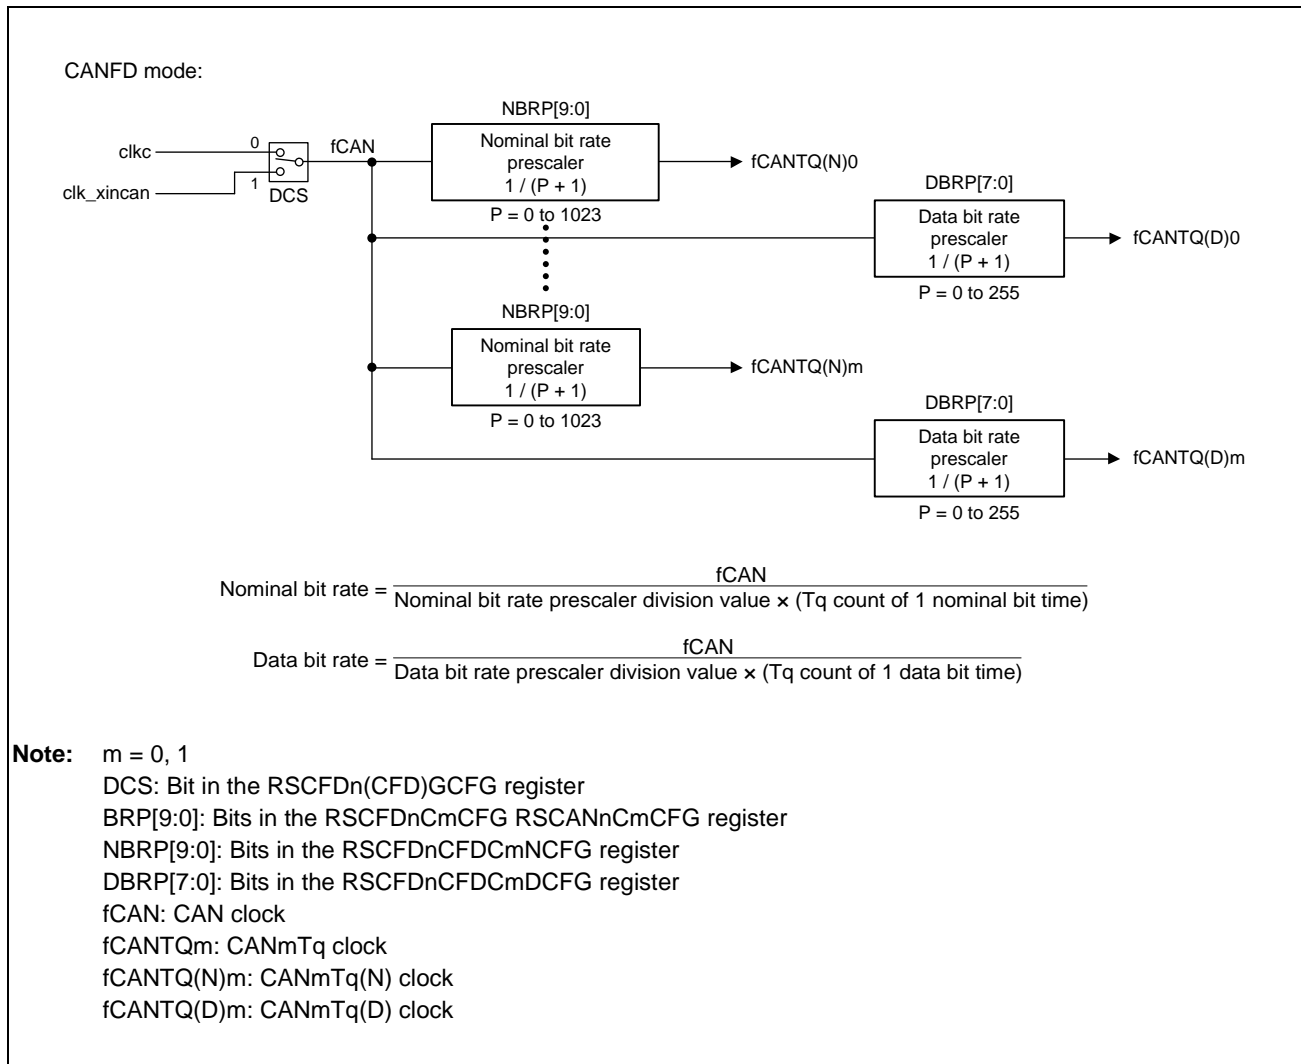 CANFD mode:
NBRP[9:0]
clkc
0
fCAN
Nominal bit rate
prescaler
1 / (P + 1)
fCANTQ(N)0
clk_xincan
1
DCS
P = 0 to 1023
DBRP[7:0]
Data bit rate
prescaler
1 / (P + 1)
fCANTQ(D)0
P = 0 to 255
NBRP[9:0]
Nominal bit rate
prescaler
1 / (P + 1)
fCANTQ(N)m
P = 0 to 1023
DBRP[7:0]
Data bit rate
prescaler
1 / (P + 1)
fCANTQ(D)m
P = 0 to 255
fCAN
Nominal bit rate =
Nominal bit rate prescaler division value × (Tq count of 1 nominal bit time)
fCAN
Data bit rate =
Data bit rate prescaler division value × (Tq count of 1 data bit time)
Note: m = 0, 1
DCS: Bit in the RSCFDn(CFD)GCFG register
BRP[9:0]: Bits in the RSCFDnCmCFG RSCANnCmCFG register
NBRP[9:0]: Bits in the RSCFDnCFDCmNCFG register
DBRP[7:0]: Bits in the RSCFDnCFDCmDCFG register
fCAN: CAN clock
fCANTQm: CANmTq clock
fCANTQ(N)m: CANmTq(N) clock
fCANTQ(D)m: CANmTq(D) clock